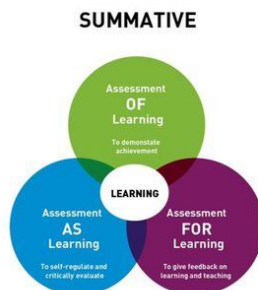 SUMMATIVE
Assessment
OF
Learning
To demonstate
achievement
LEARNING
Assessment
AS
Learning
To self-regulate and
critically evaluate
Assessment
FOR
Learning
To give feedback on
learning and teaching